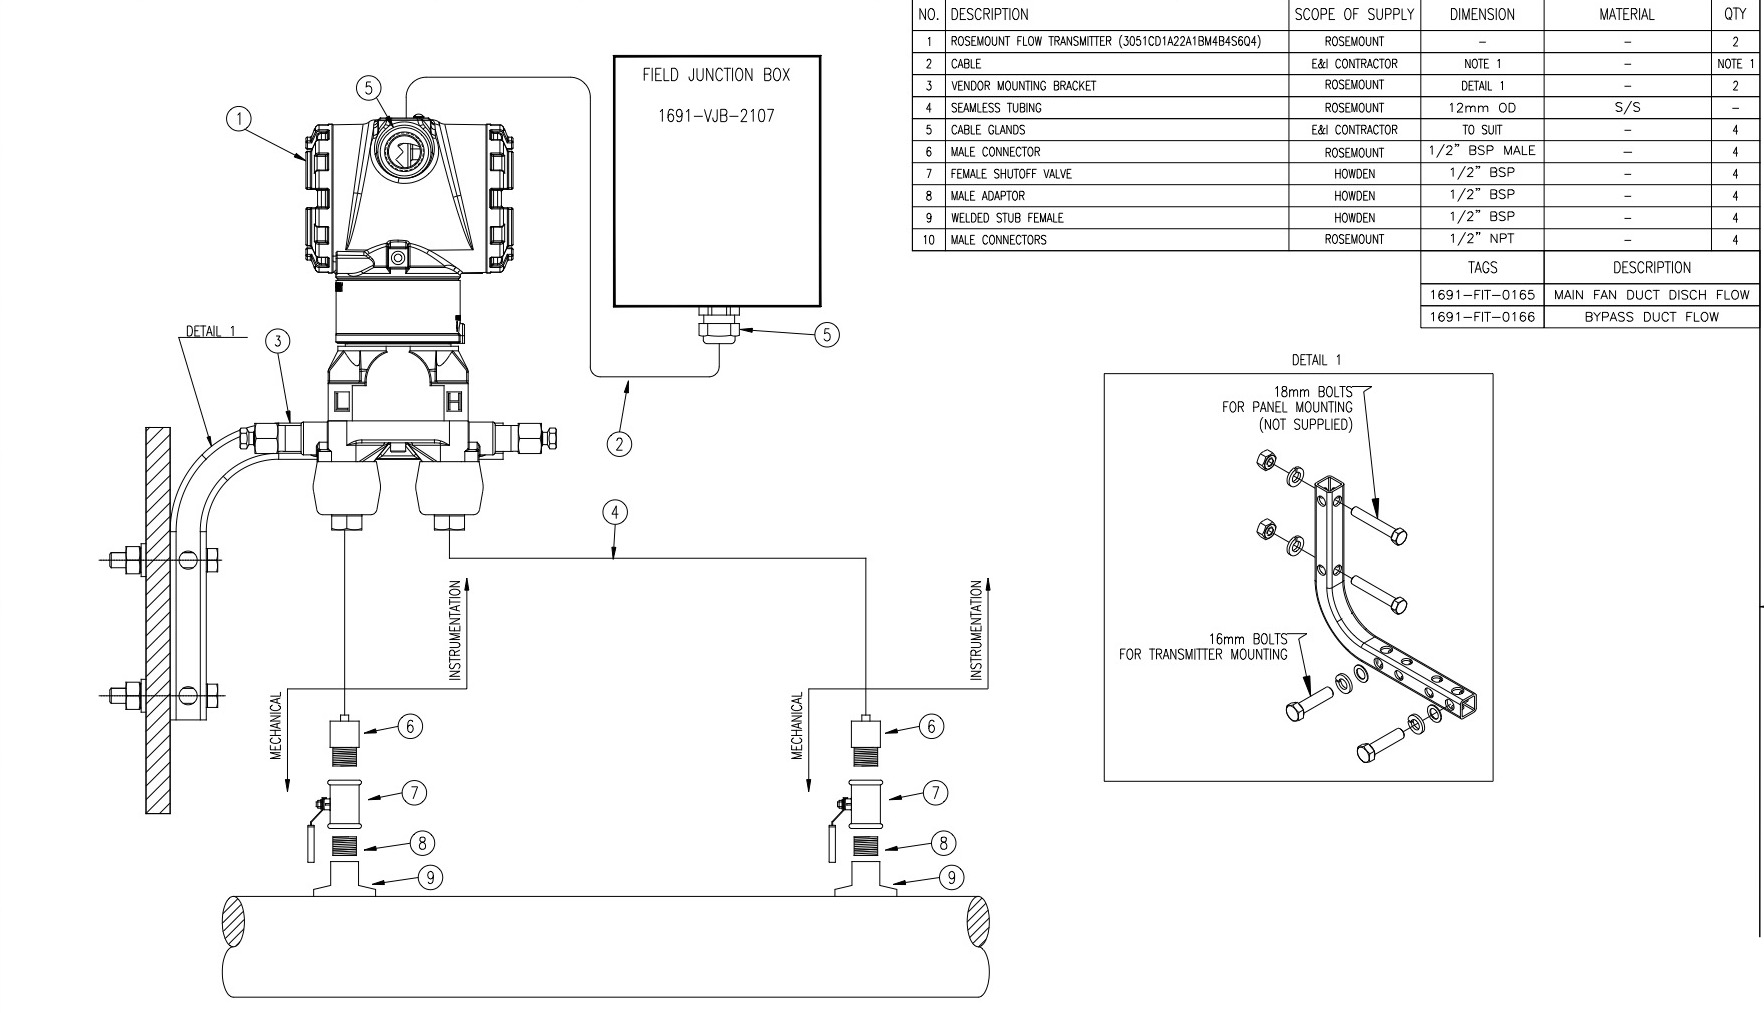 NO. DESCRIPTION SCOPE OF SUPPLY DIMENSION MATERIAL QTY
1 ROSEMOUNT FLOW TRANSMITTER (3051CD1A22A1BM4B4S6Q4) ROSEMOUNT – – 2
2 CABLE E&I CONTRACTOR NOTE 1 – NOTE 1
3 VENDOR MOUNTING BRACKET ROSEMOUNT DETAIL 1 – 2
4 SEAMLESS TUBING ROSEMOUNT 12mm OD S/S –
5 CABLE GLANDS E&I CONTRACTOR TO SUIT – 4
6 MALE CONNECTOR ROSEMOUNT 1/2" BSP MALE – 4
7 FEMALE SHUTOFF VALVE HOWDEN 1/2" BSP – 4
8 MALE ADAPTOR HOWDEN 1/2" BSP – 4
9 WELDED STUB FEMALE HOWDEN 1/2" BSP – 4
10 MALE CONNECTORS ROSEMOUNT 1/2" NPT – 4
TAGS DESCRIPTION
1691-FIT-0165 MAIN FAN DUCT DISCH FLOW
1691-FIT-0166 BYPASS DUCT FLOW
FIELD JUNCTION BOX
1691-VJB-2107
5
1
5
DETAIL 1
3
2
4
INSTRUMENTATION
MECHANICAL
INSTRUMENTATION
MECHANICAL
6
6
7
7
8
8
9
9
DETAIL 1
18mm BOLTS
FOR PANEL MOUNTING
(NOT SUPPLIED)
16mm BOLTS
FOR TRANSMITTER MOUNTING